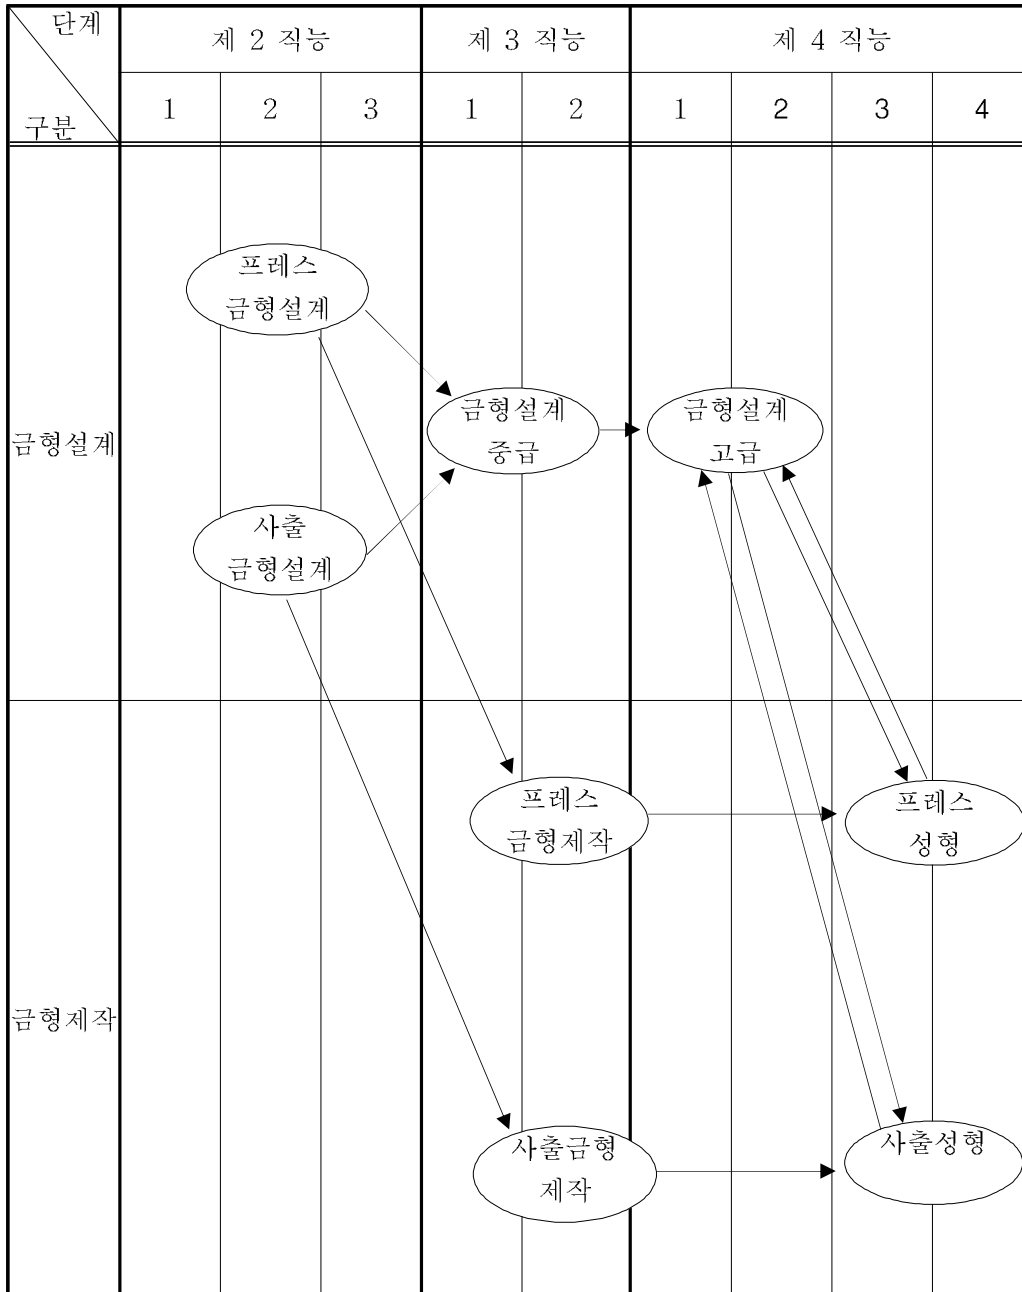 단계
제 2 직능
제 3 직능
제 4 직능
구분
1
2
3
1
2
1
2
3
4
프레스
금형설계
금형설계
중급
금형설계
고급
금형설계
사출
금형설계
프레스
금형제작
프레스
성형
금형제작
사출금형
제작
사출성형